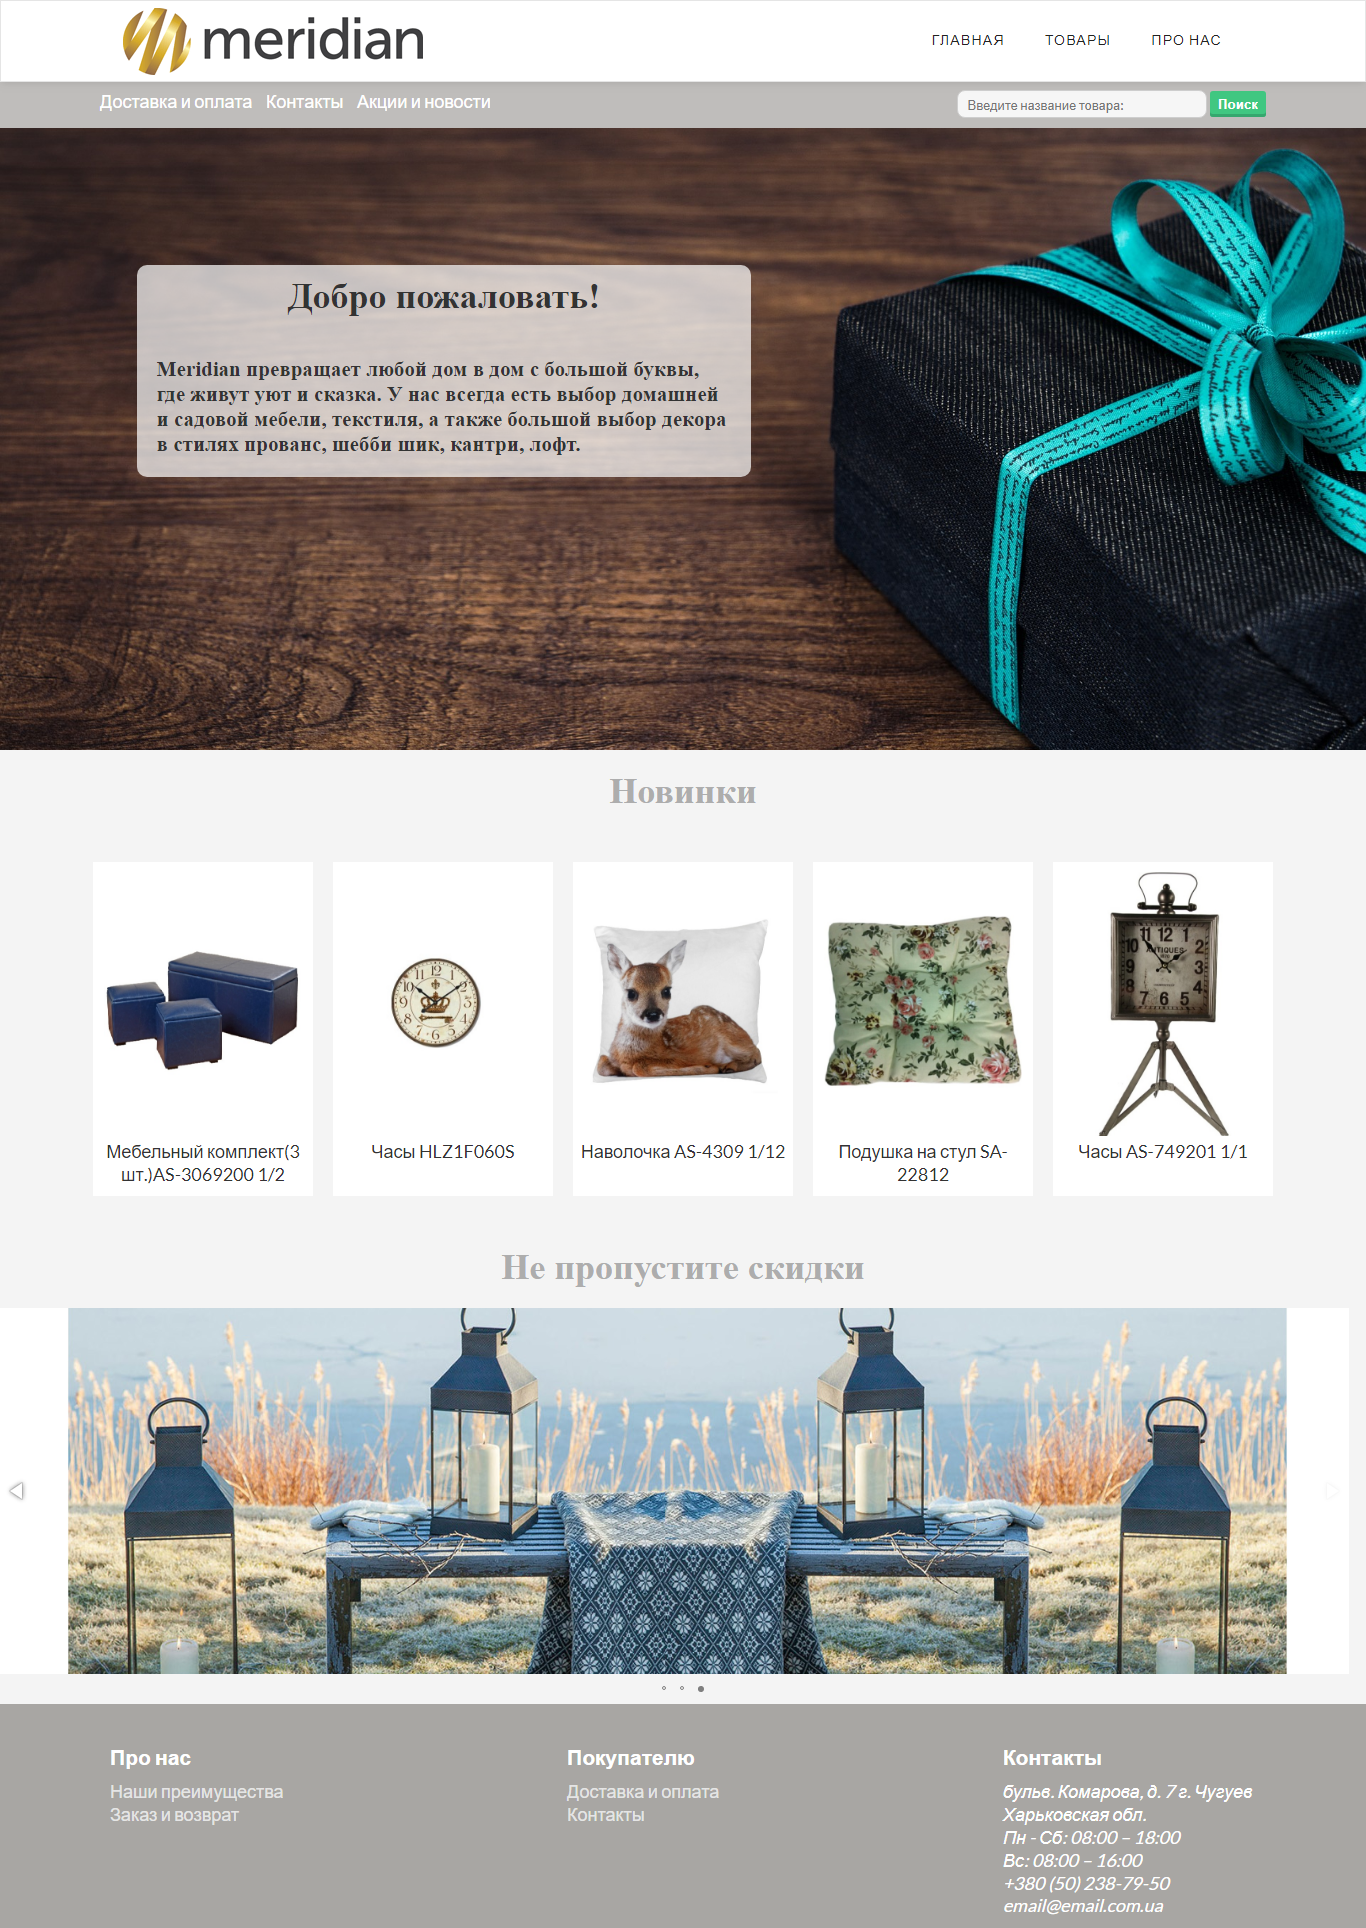 meridian
ГЛАВНАЯ ТОВАРЫ ПРО НАС
Доставка и оплата Контакты Акции и новости
Введите название товара: Поиск
Добро пожаловать!
Meridian превращает любой дом в дом с большой буквы,
где живут уют и сказка. У нас всегда есть выбор домашней
и садовой мебели, текстиля, а также большой выбор декора
в стилях прованс, шебби шик, кантри, лофт.
Новинки
Мебельный комплект(3
шт.)AS-3069200 1/2
Часы HLZ1F060S
Наволочка AS-4309 1/12
Подушка на стул SA-
22812
Часы AS-749201 1/1
Не пропустите скидки
Про нас
Наши преимущества
Заказ и возврат
Покупателю
Доставка и оплата
Контакты
Контакты
бульв. Комарова, д. 7 г. Чугуев
Харьковская обл.
Пн - Сб: 08:00 – 18:00
Вс: 08:00 – 16:00
+380 (50) 238-79-50
email@email.com.ua